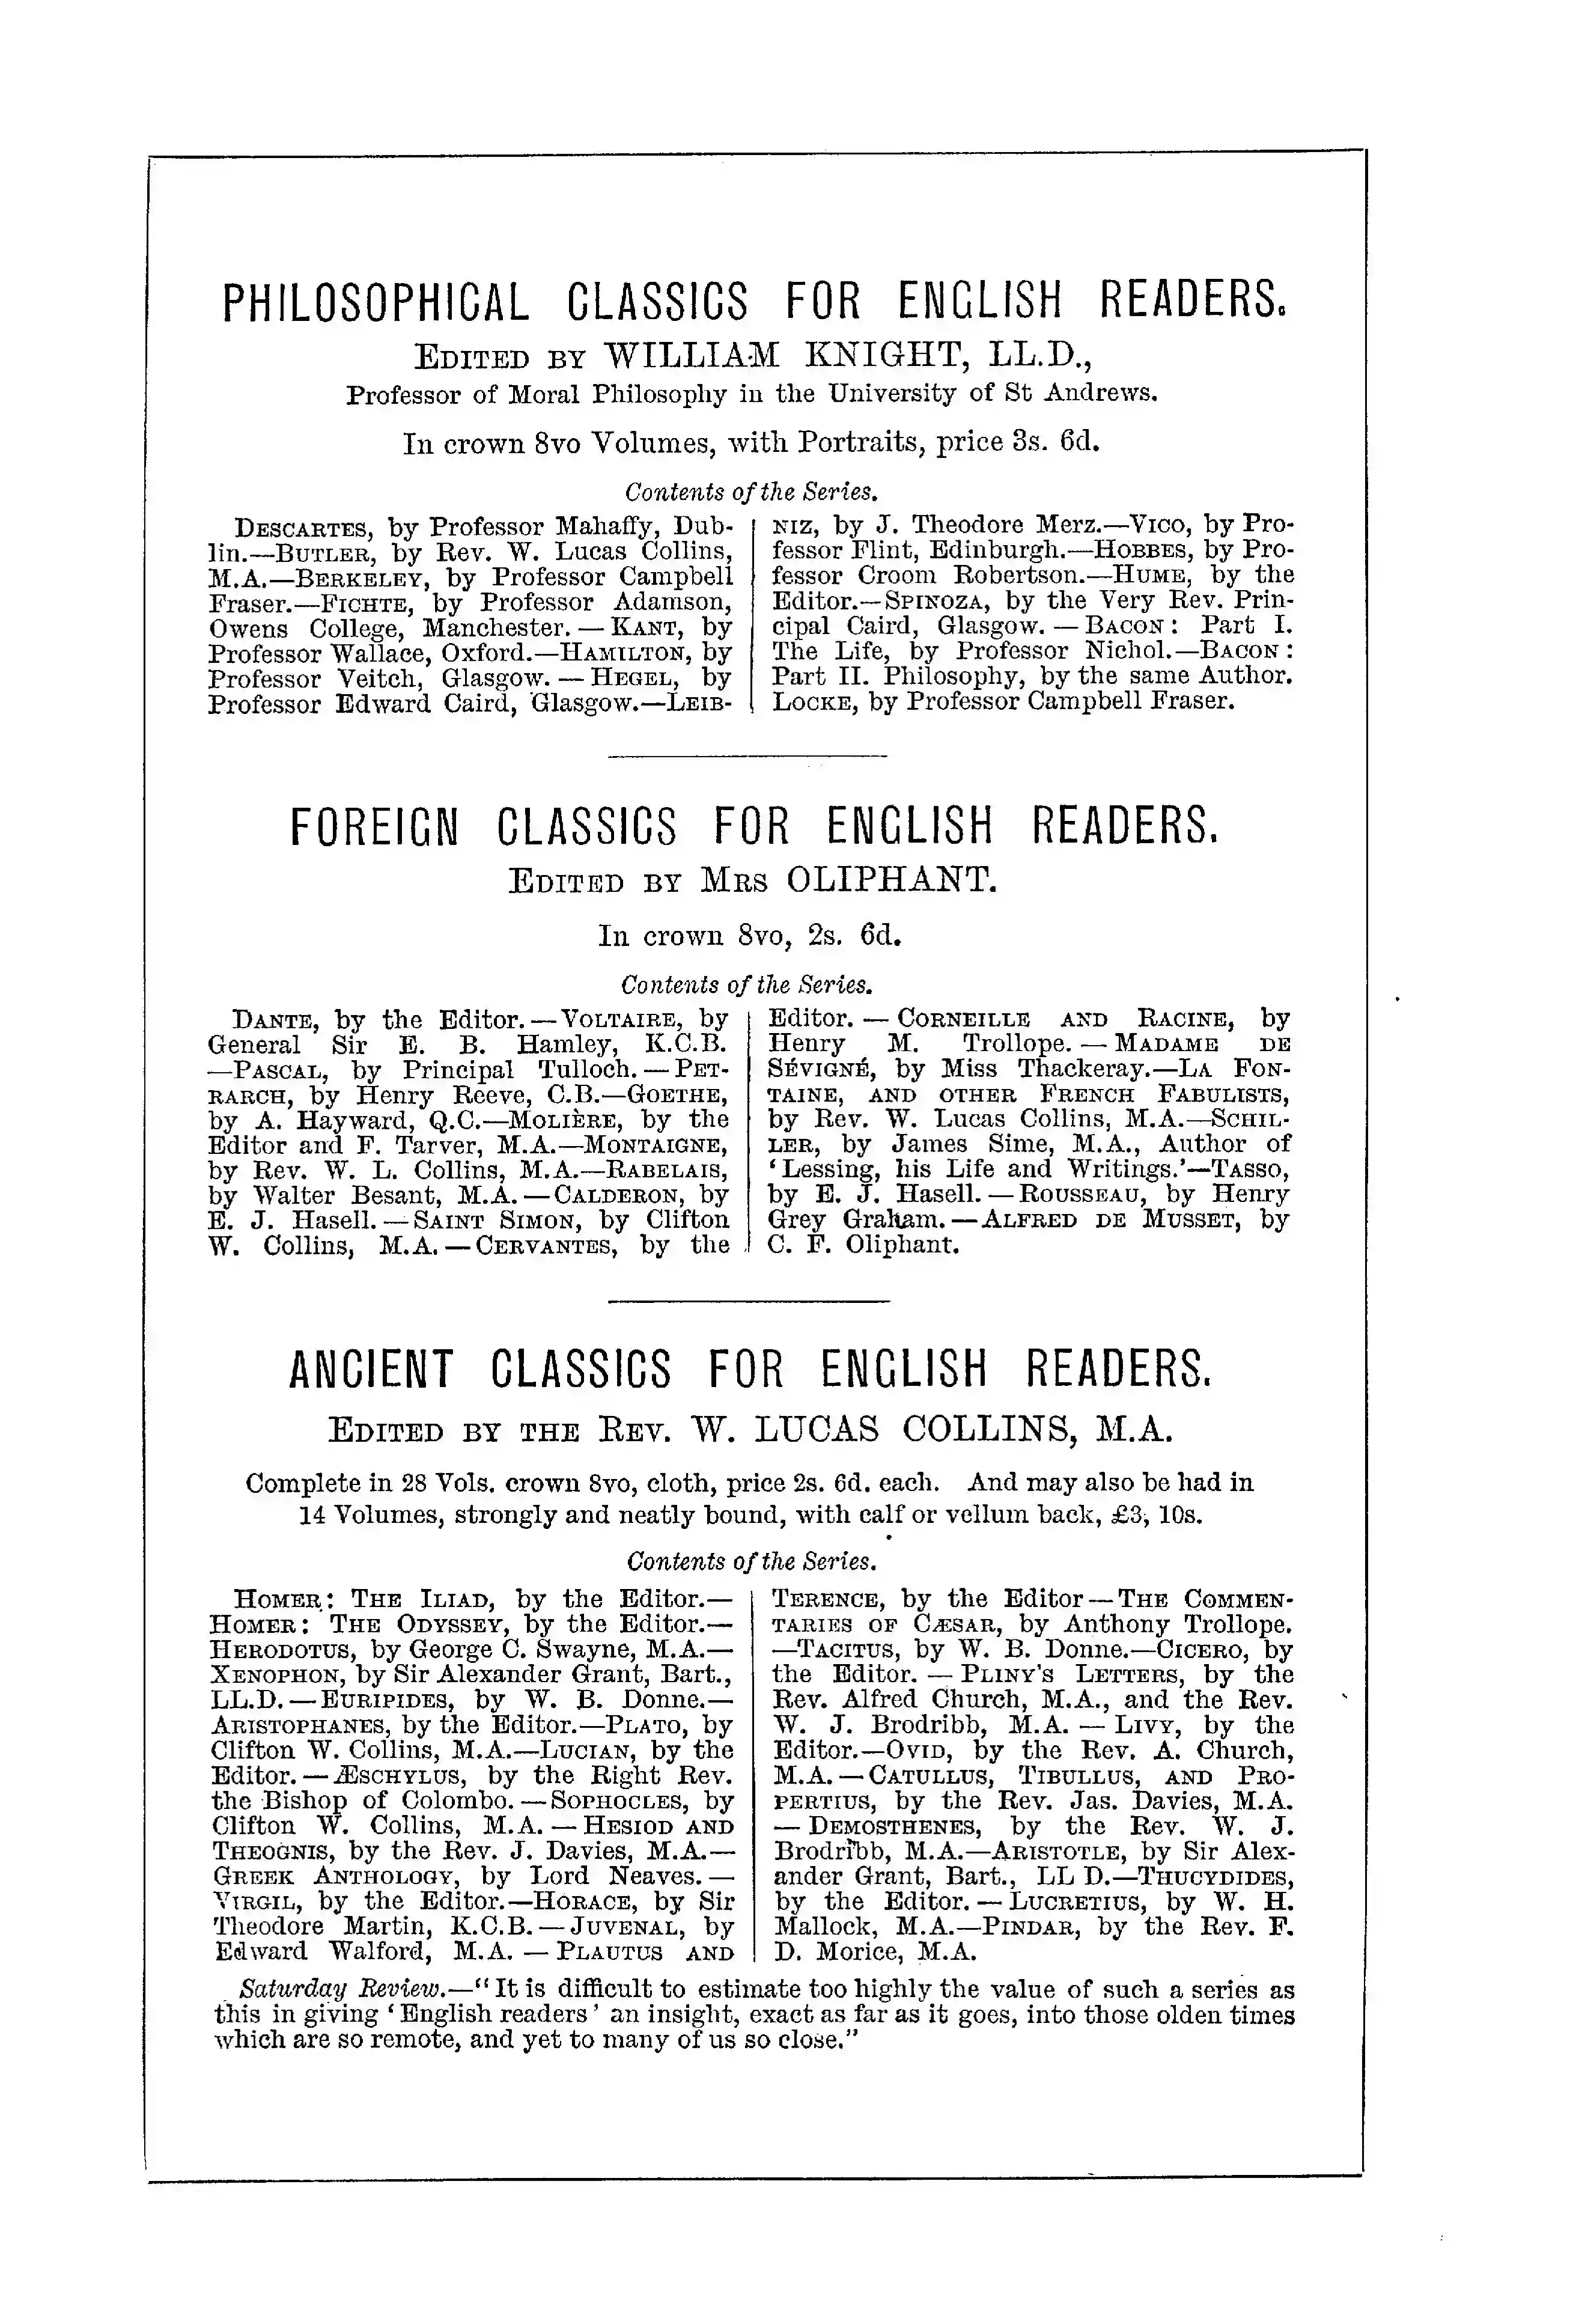 PHILOSOPHICAL CLASSICS FOR ENGLISH READERS.
EDITED BY WILLIAM KNIGHT, LL.D.,
Professor of Moral Philosophy in the University of St Andrews.
In crown 8vo Volumes, with Portraits, price 3s. 6d.
Contents of the Series.
DESCARTES, by Professor Mahaffy, Dub-
lin.—BUTLER, by Rev. W. Lucas Collins,
M.A.—BERKELEY, by Professor Campbell
Fraser.—FICHTE, by Professor Adamson,
Owens College, Manchester.—KANT, by
Professor Wallace, Oxford.—HAMILTON, by
Professor Veitch, Glasgow.—HEGEL, by
Professor Edward Caird, Glasgow.—LEIB-
NIZ, by J. Theodore Merz.—VICO, by Pro-
fessor Flint, Edinburgh.—HOBBES, by Pro-
fessor Croom Robertson.—HUME, by the
Editor.—SPINOZA, by the Very Rev. Prin-
cipal Caird, Glasgow.—BACON: Part I.
The Life, by Professor Nichol.—BACON:
Part II. Philosophy, by the same Author.
LOCKE, by Professor Campbell Fraser.
FOREIGN CLASSICS FOR ENGLISH READERS.
EDITED BY MRS OLIPHANT.
In crown 8vo, 2s. 6d.
Contents of the Series.
DANTE, by the Editor.—VOLTAIRE, by
General Sir E. B. Hamley, K.C.B.
—PASCAL, by Principal Tulloch.—PET-
RARCH, by Henry Reeve, C.B.—GOETHE,
by A. Hayward, Q.C.—MOLIÈRE, by the
Editor and F. Tarver, M.A.—MONTAIGNE,
by Rev. W. L. Collins, M.A.—RABELAIS,
by Walter Besant, M.A.—CALDERON, by
E. J. Hasell.—SAINT SIMON, by Clifton
W. Collins, M.A.—CERVANTES, by the
Editor.—CORNEILLE AND RACINE, by
Henry M. Trollope.—MADAME DE
SÉVIGNÉ, by Miss Thackeray.—LA FON-
TAINE, AND OTHER FRENCH FABULISTS,
by Rev. W. Lucas Collins, M.A.—SCHIL-
LER, by James Sime, M.A., Author of
‘Lessing, his Life and Writings.’—TASSO,
by E. J. Hasell.—ROUSSEAU, by Henry
Grey Graham.—ALFRED DE MUSSET, by
C. F. Oliphant.
ANCIENT CLASSICS FOR ENGLISH READERS.
EDITED BY THE REV. W. LUCAS COLLINS, M.A.
Complete in 28 Vols. crown 8vo, cloth, price 2s. 6d. each. And may also be had in
14 Volumes, strongly and neatly bound, with calf or vellum back, £3, 10s.
Contents of the Series.
HOMER: THE ILIAD, by the Editor.—
HOMER: THE ODYSSEY, by the Editor.—
HERODOTUS, by George C. Swayne, M.A.—
XENOPHON, by Sir Alexander Grant, Bart.,
LL.D.—EURIPIDES, by W. B. Donne.—
ARISTOPHANES, by the Editor.—PLATO, by
Clifton W. Collins, M.A.—LUCIAN, by the
Editor.—ÆSCHYLUS, by the Right Rev.
the Bishop of Colombo.—SOPHOCLES, by
Clifton W. Collins, M.A.—HESIOD AND
THEOGNIS, by the Rev. J. Davies, M.A.—
GREEK ANTHOLOGY, by Lord Neaves.—
VIRGIL, by the Editor.—HORACE, by Sir
Theodore Martin, K.C.B.—JUVENAL, by
Edward Walford, M.A.—PLAUTUS AND
TERENCE, by the Editor—THE COMMEN-
TARIES OF CÆSAR, by Anthony Trollope.
—TACITUS, by W. B. Donne.—CICERO, by
the Editor.—PLINY’S LETTERS, by the
Rev. Alfred Church, M.A., and the Rev.
W. J. Brodribb, M.A.—LIVY, by the
Editor.—OVID, by the Rev. A. Church,
M.A.—CATULLUS, TIBULLUS, AND PRO-
PERTIUS, by the Rev. Jas. Davies, M.A.
—DEMOSTHENES, by the Rev. W. J.
Brodribb, M.A.—ARISTOTLE, by Sir Alex-
ander Grant, Bart., LL D.—THUCYDIDES,
by the Editor.—LUCRETIUS, by W. H.
Mallock, M.A.—PINDAR, by the Rev. F.
D. Morice, M.A.
Saturday Review.—“It is difficult to estimate too highly the value of such a series as
this in giving ‘English readers’ an insight, exact as far as it goes, into those olden times
which are so remote, and yet to many of us so close.”